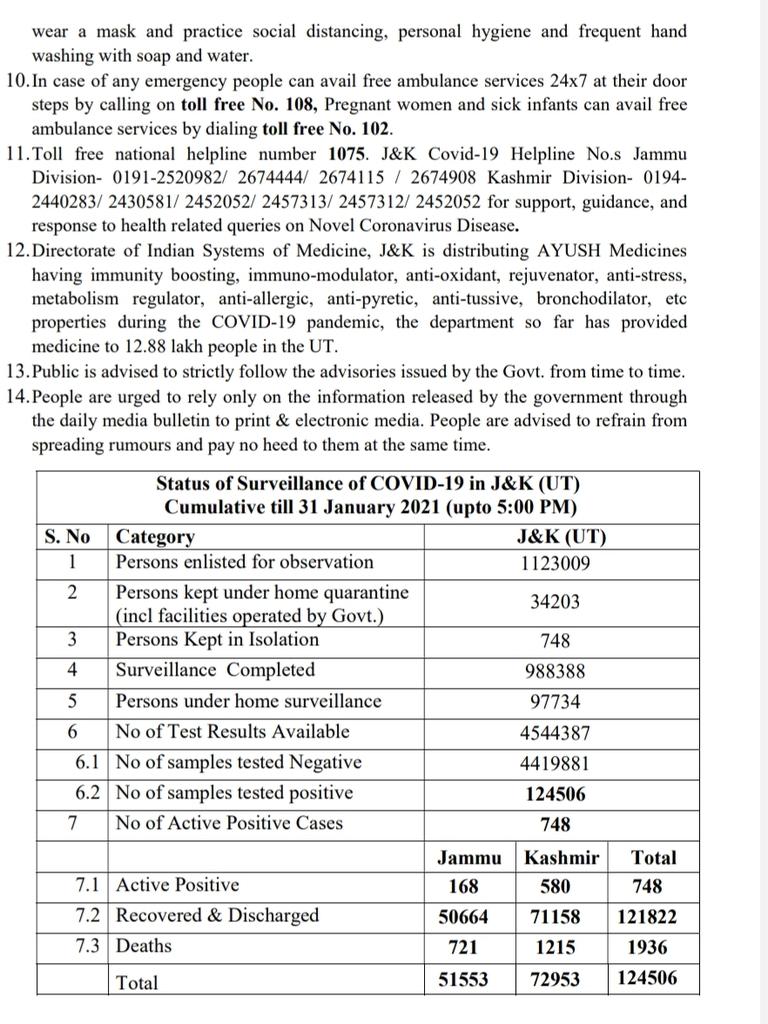 wear a mask and practice social distancing, personal hygiene and frequent hand
washing with soap and water.
10.In case of any emergency people can avail free ambulance services 24x7 at their door
steps by calling on toll free No. 108, Pregnant women and sick infants can avail free
ambulance services by dialing toll free No. 102.
11.Toll free national helpline number 1075. J&K Covid-19 Helpline No.s Jammu
Division- 0191-2520982/ 2674444/ 2674115 / 2674908 Kashmir Division- 0194-
2440283/ 2430581/ 2452052/ 2457313/ 2457312/ 2452052 for support, guidance, and
response to health related queries on Novel Coronavirus Disease.
12.Directorate of Indian Systems of Medicine, J&K is distributing AYUSH Medicines
having immunity boosting, immuno-modulator, anti-oxidant, rejuvenator, anti-stress,
metabolism regulator, anti-allergic, anti-pyretic, anti-tussive, bronchodilator, etc
properties during the COVID-19 pandemic, the department so far has provided
medicine to 12.88 lakh people in the UT.
13.Public is advised to strictly follow the advisories issued by the Govt. from time to time.
14.People are urged to rely only on the information released by the government through
the daily media bulletin to print & electronic media. People are advised to refrain from
spreading rumours and pay no heed to them at the same time.
Status of Surveillance of COVID-19 in J&K (UT)
Cumulative till 31 January 2021 (upto 5:00 PM)
S. No Category J&K (UT)
1 Persons enlisted for observation 1123009
2 Persons kept under home quarantine
(incl facilities operated by Govt.) 34203
3 Persons Kept in Isolation 748
4 Surveillance Completed 988388
5 Persons under home surveillance 97734
6 No of Test Results Available 4544387
6.1 No of samples tested Negative 4419881
6.2 No of samples tested positive 124506
7 No of Active Positive Cases 748
Jammu Kashmir Total
7.1 Active Positive 168 580 748
7.2 Recovered & Discharged 50664 71158 121822
7.3 Deaths 721 1215 1936
Total 51553 72953 124506